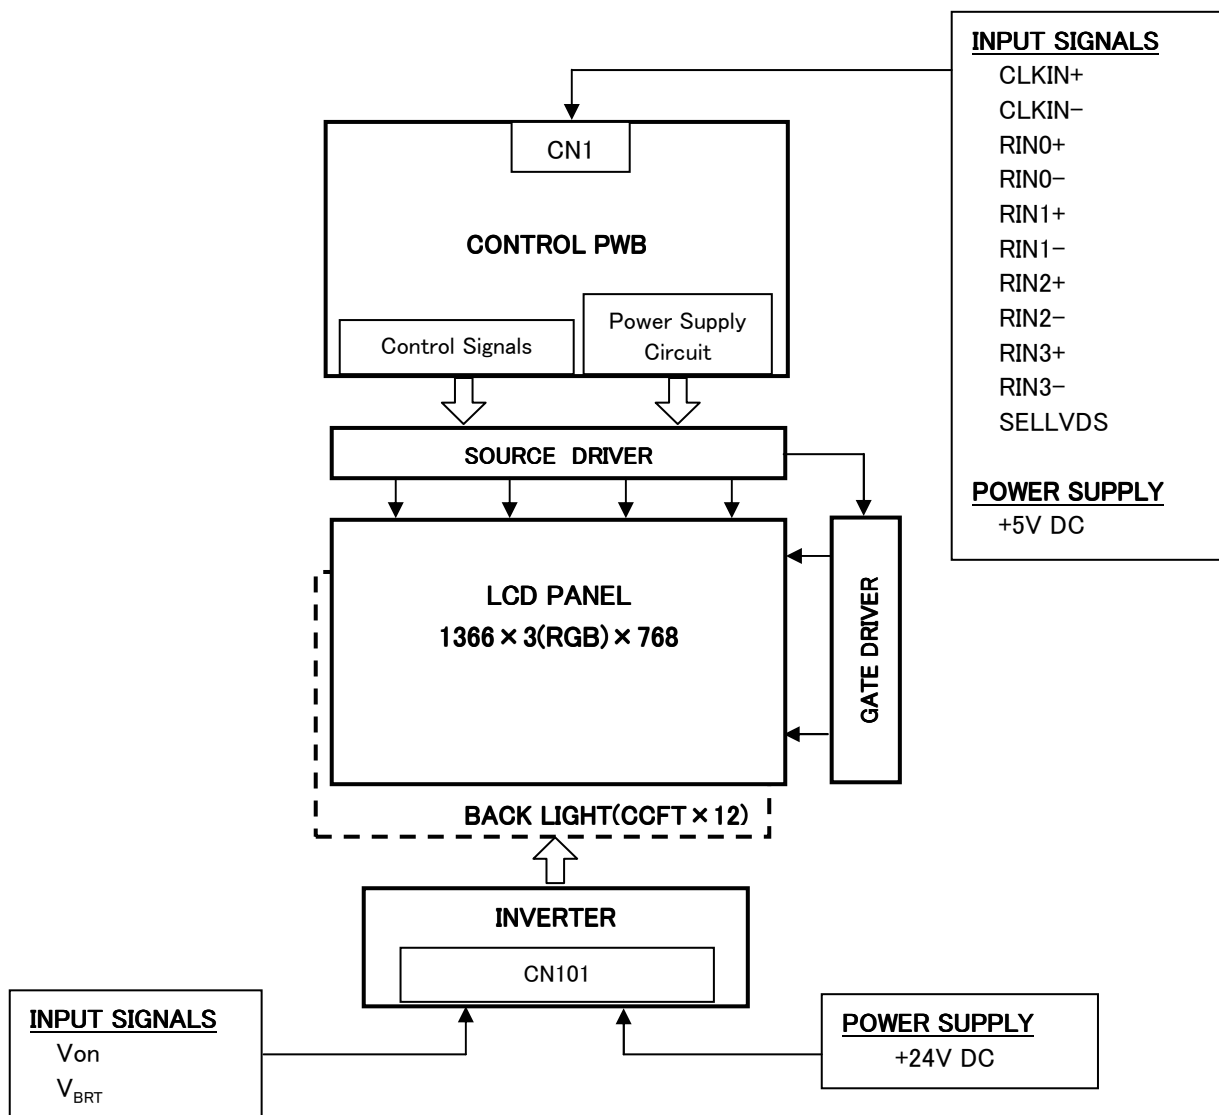 INPUT SIGNALS
CLKIN+
CLKIN−
RIN0+
RIN0−
RIN1+
RIN1−
RIN2+
RIN2−
RIN3+
RIN3−
SELLVDS
POWER SUPPLY
+5V DC
CN1
CONTROL PWB
Control Signals
Power Supply
Circuit
SOURCE DRIVER
LCD PANEL
1366×3(RGB)×768
GATE DRIVER
BACK LIGHT(CCFT×12)
INVERTER
CN101
INPUT SIGNALS
Von
VBRT
POWER SUPPLY
+24V DC